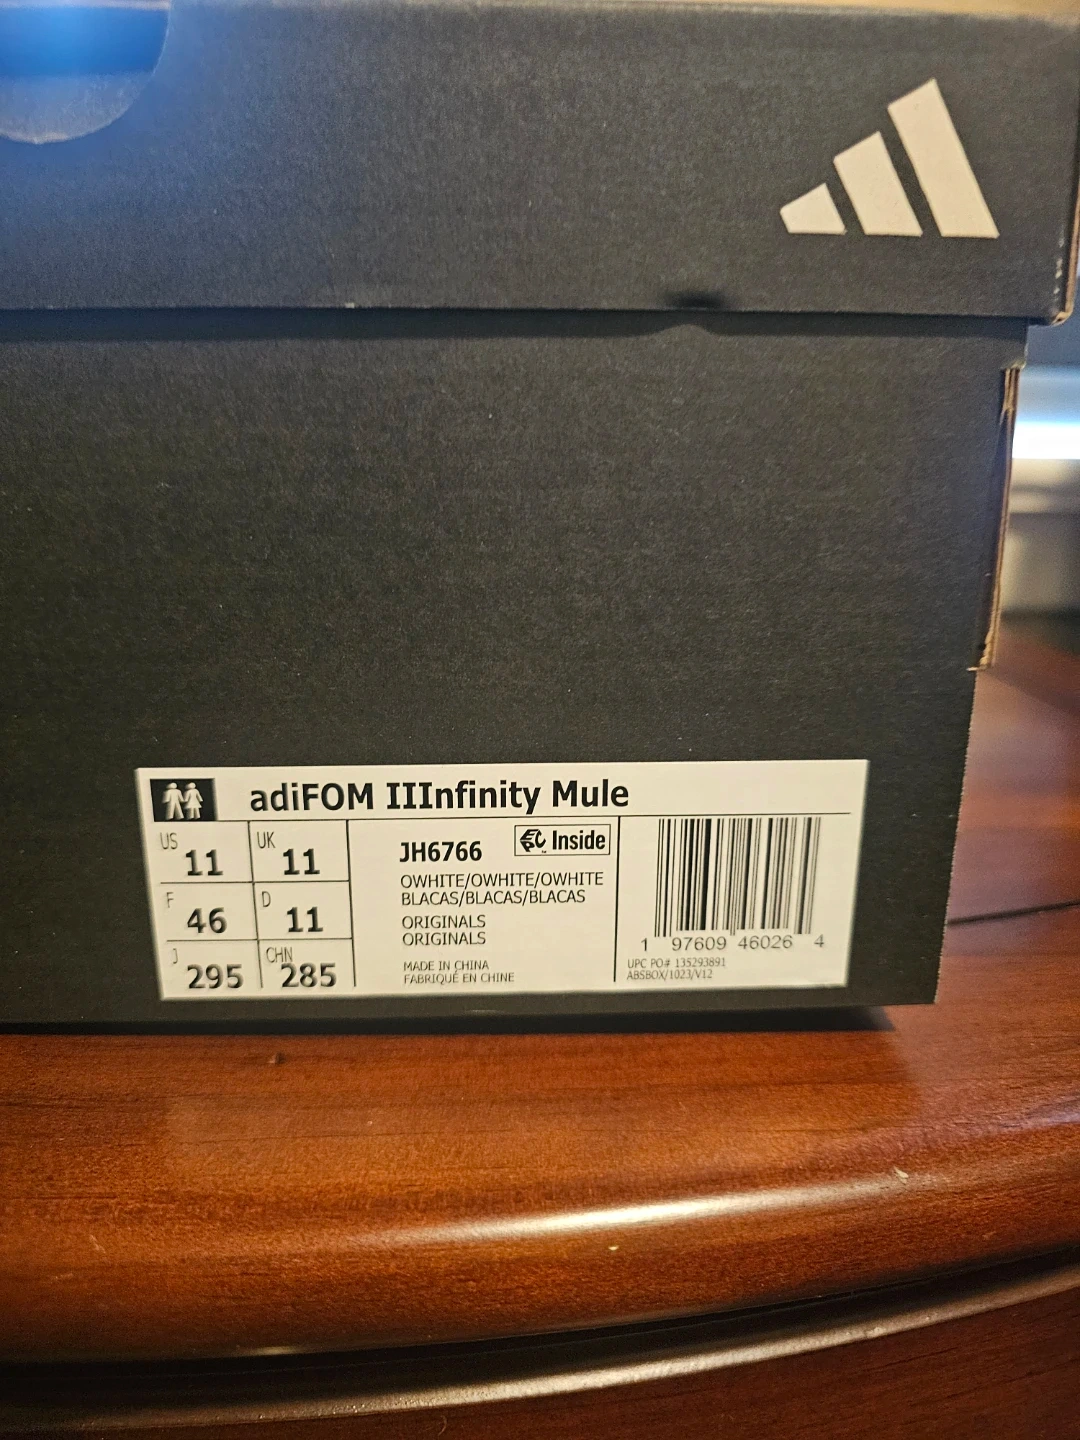 adiFOM IIInfinity Mule
US 11 UK 11
F 46 D 11
J 295 CHN 285
JH6766 Inside
OWHITE/OWHITE/OWHITE
BLACAS/BLACAS/BLACAS
ORIGINALS
ORIGINALS
MADE IN CHINA
FABRIQUÉ EN CHINE
1 97609 46026 4
UPC PO# 135293891
ABSBOX/1023/V12